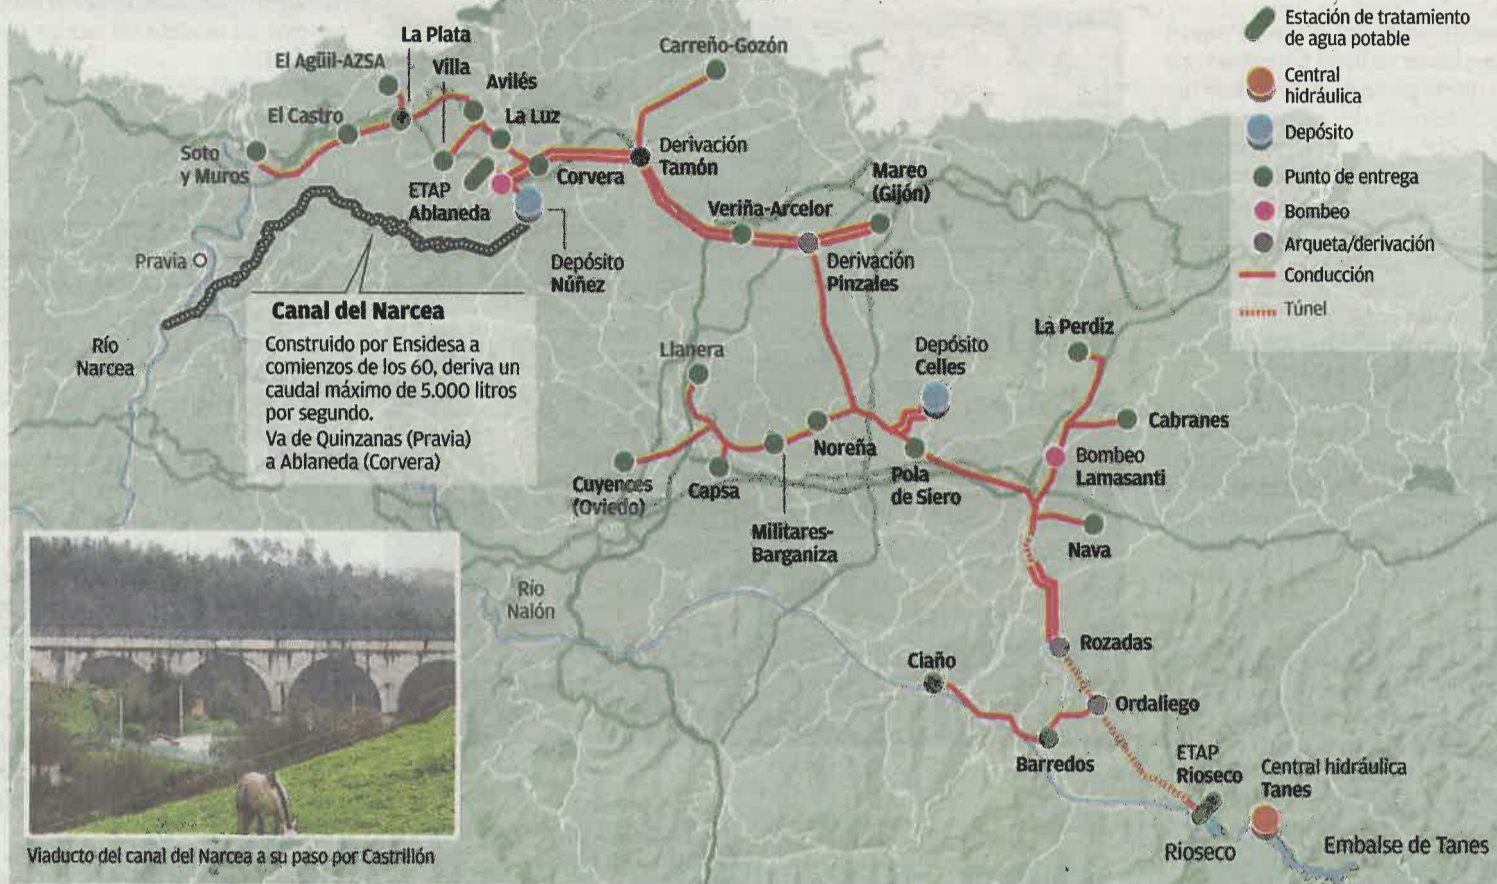 Estación de tratamiento
de agua potable
Central
hidráulica
Depósito
Punto de entrega
Bombeo
Arqueta/derivación
Conducción
Túnel
La Plata
El Agüil-AZSA
Villa
Avilés
Carreño-Gozón
El Castro
La Luz
Soto
y Muros
Derivación
Tamón
Corvera
Mareo
(Gijón)
ETAP
Ablaneda
Veriña-Arcelor
Pravia
Depósito
Núñez
Derivación
Pinzales
Canal del Narcea
Construido por Ensidesa a
comienzos de los 60, deriva un
caudal máximo de 5.000 litros
por segundo.
Va de Quinzanas (Pravia)
a Ablaneda (Corvera)
Río
Narcea
Llanera
Depósito
Celles
La Perdiz
Cabranes
Noreña
Bombeo
Lamasanti
Cuyences
(Oviedo)
Capsa
Pola
de Siero
Militares-
Barganiza
Nava
Río
Nalón
Rozadas
Ciaño
Ordaliego
Barredos
ETAP
Rioseco
Central hidráulica
Tanes
Rioseco
Embalse de Tanes
Viaducto del canal del Narcea a su paso por Castrillón